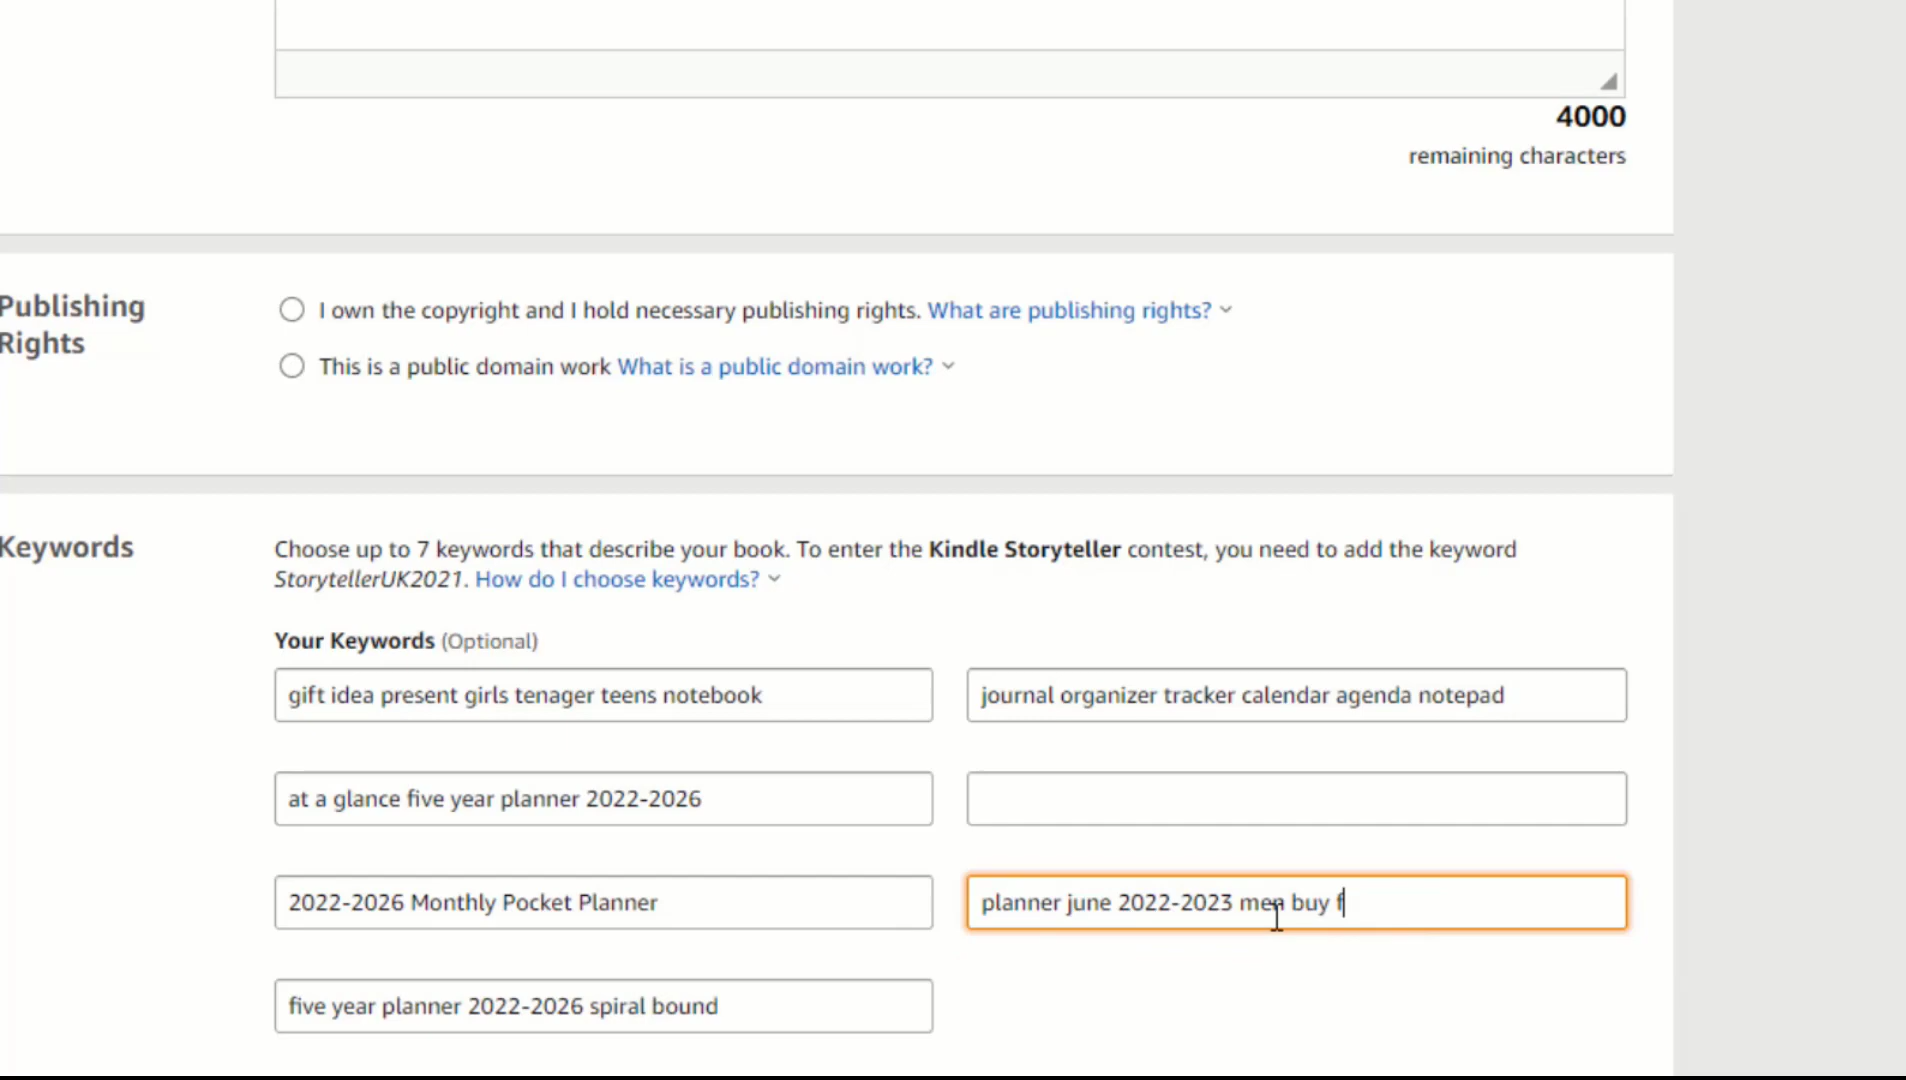 4000
remaining characters
Publishing
Rights
I own the copyright and I hold necessary publishing rights. What are publishing rights?
This is a public domain work What is a public domain work?
Keywords
Choose up to 7 keywords that describe your book. To enter the Kindle Storyteller contest, you need to add the keyword
StorytellerUK2021. How do I choose keywords?
Your Keywords (Optional)
gift idea present girls tenager teens notebook
journal organizer tracker calendar agenda notepad
at a glance five year planner 2022-2026
2022-2026 Monthly Pocket Planner
planner june 2022-2023 men buy f
five year planner 2022-2026 spiral bound